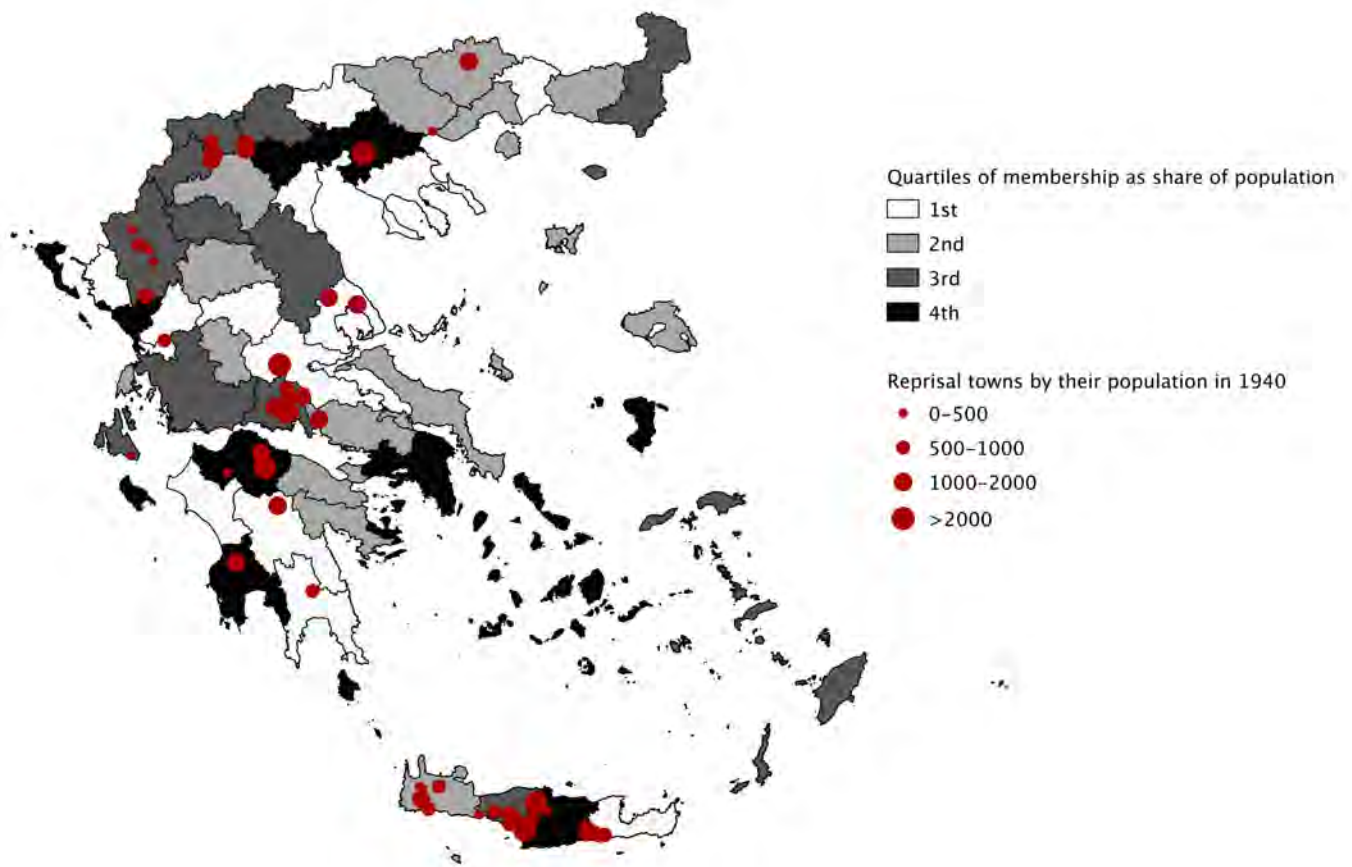 Quartiles of membership as share of population
1st
2nd
3rd
4th
Reprisal towns by their population in 1940
0-500
500-1000
1000-2000
>2000